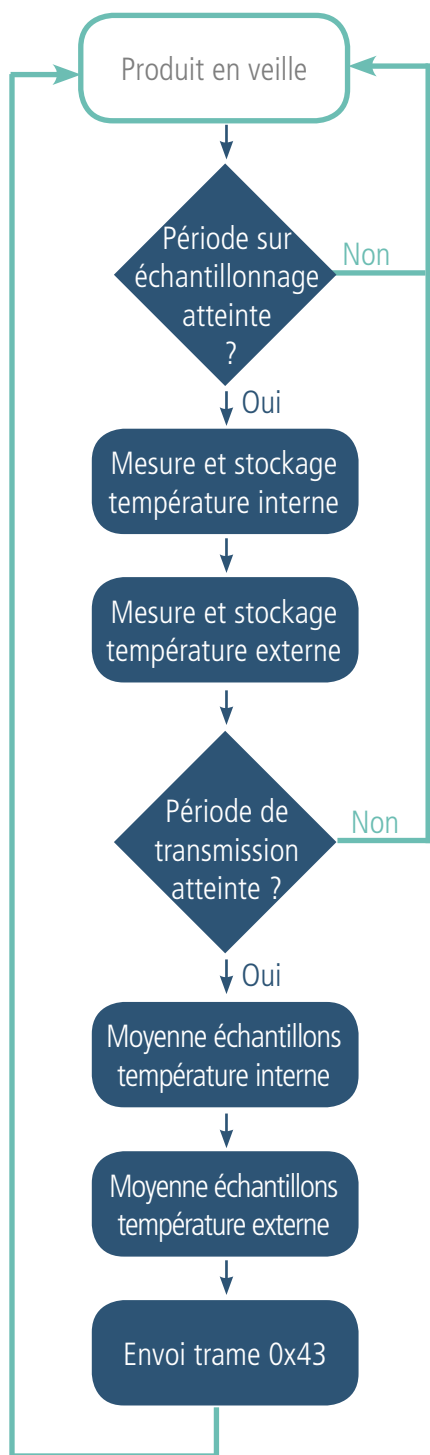 Produit en veille
Période sur
échantillonnage
atteinte
?
Non
Oui
Mesure et stockage
température interne
Mesure et stockage
température externe
Période de
transmission
atteinte ?
Non
Oui
Moyenne échantillons
température interne
Moyenne échantillons
température externe
Envoi trame 0x43